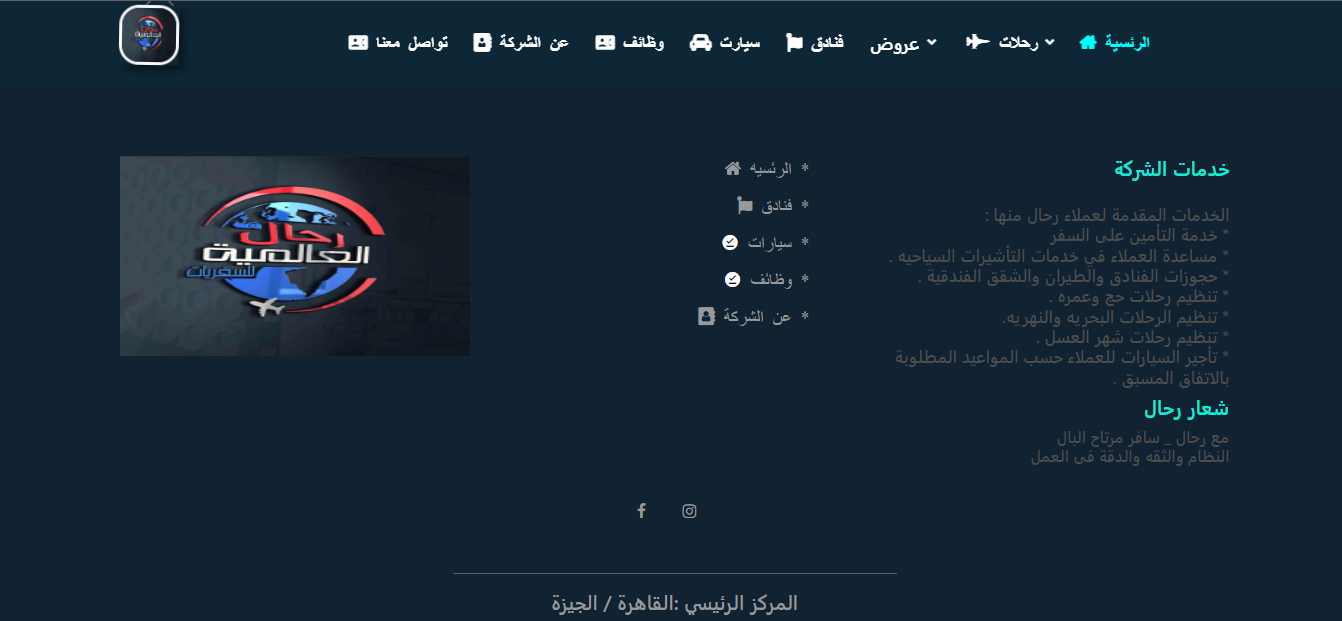 الرئسية
رحلات
عروض
فنادق
سيارت
وظائف
عن الشركة
تواصل معنا
خدمات الشركة
الخدمات المقدمة لعملاء رحال منها :
* خدمة التأمين على السفر
* مساعدة العملاء في خدمات التأشيرات السياحيه .
* حجوزات الفنادق والطيران والشقق الفندقية .
* تنظيم رحلات حج وعمره .
* تنظيم الرحلات البحريه والنهريه.
* تنظيم رحلات شهر العسل .
* تأجير السيارات للعملاء حسب المواعيد المطلوبة
بالاتفاق المسبق .
شعار رحال
مع رحال _ سافر مرتاح البال
النظام والثقه والدقة فى العمل
* الرئسيه
* فنادق
* سيارات
* وظائف
* عن الشركة
رحال
العالمية
للسفريات
المركز الرئيسي :القاهرة / الجيزة